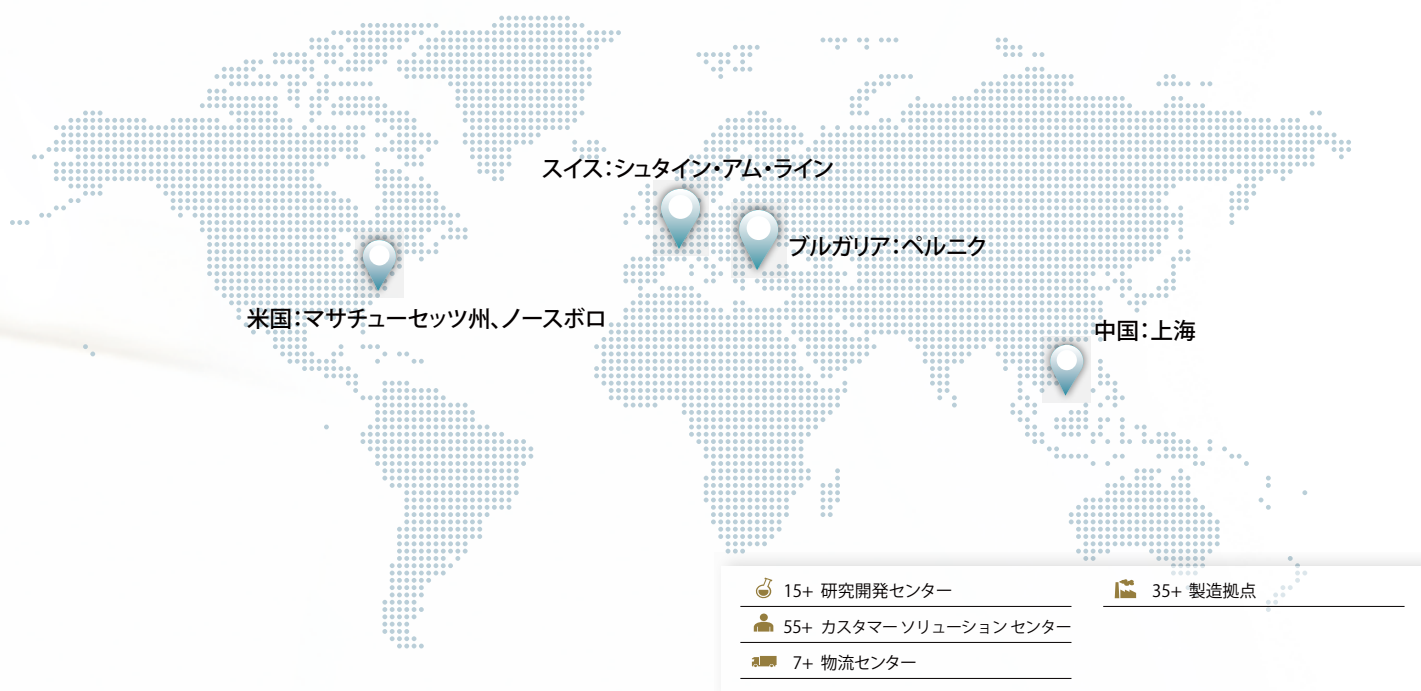 スイス：シュタイン・アム・ライン
ブルガリア：ペルニク
米国：マサチューセッツ州、ノースボロ
中国：上海
15+ 研究開発センター
35+ 製造拠点
55+ カスタマー ソリューション センター
7+ 物流センター